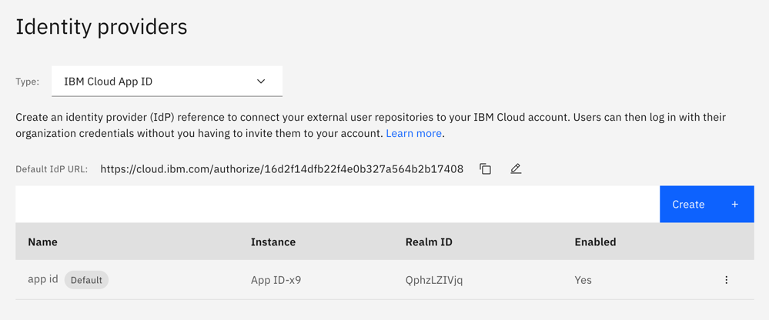 Identity providers
Type: IBM Cloud App ID
Create an identity provider (IdP) reference to connect your external user repositories to your IBM Cloud account. Users can then log in with their
organization credentials without you having to invite them to your account. Learn more.
Default IdP URL: https://cloud.ibm.com/authorize/16d2f14dfb22f4e0b327a564b2b17408
Create +
Name Instance Realm ID Enabled
app id Default App ID-x9 QphzLZIVjq Yes